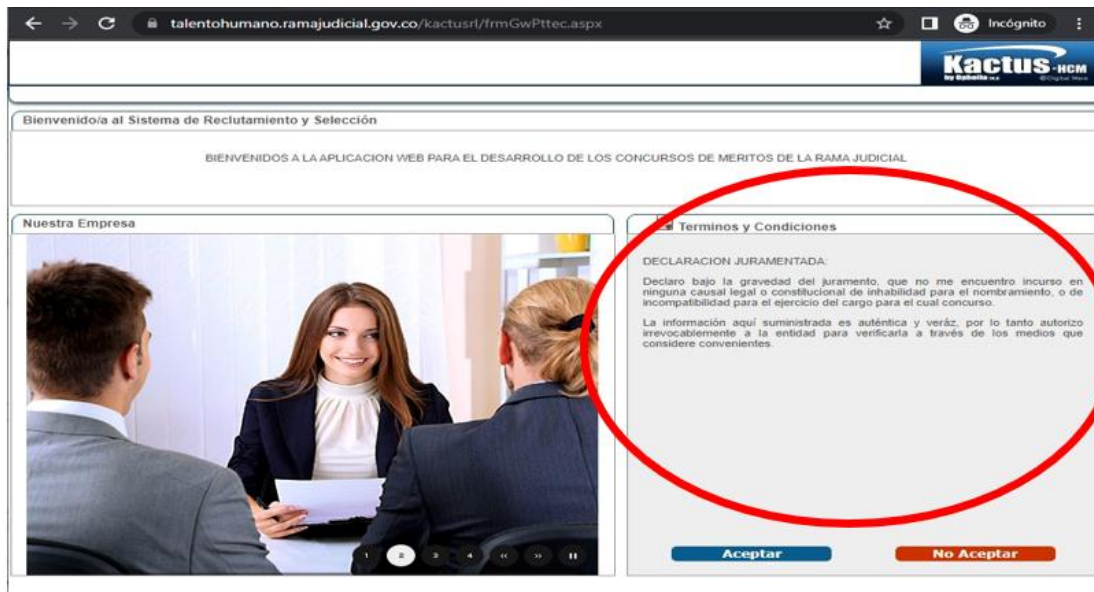 talentohumano.ramajudicial.gov.co/kactusrl/frmGwPttec.aspx
Incógnito
Kactus-HCM
by Ophelia
Bienvenido/a al Sistema de Reclutamiento y Selección
BIENVENIDOS A LA APLICACION WEB PARA EL DESARROLLO DE LOS CONCURSOS DE MERITOS DE LA RAMA JUDICIAL
Nuestra Empresa
1 2 3 4 « »
Terminos y Condiciones
DECLARACION JURAMENTADA:
Declaro bajo la gravedad del juramento, que no me encuentro incurso en
ninguna causal legal o constitucional de inhabilidad para el nombramiento, o de
incompatibilidad para el ejercicio del cargo para el cual concurso.
La información aquí suministrada es auténtica y veráz, por lo tanto autorizo
irrevocablemente a la entidad para verificarla a través de los medios que
considere convenientes.
Aceptar
No Aceptar